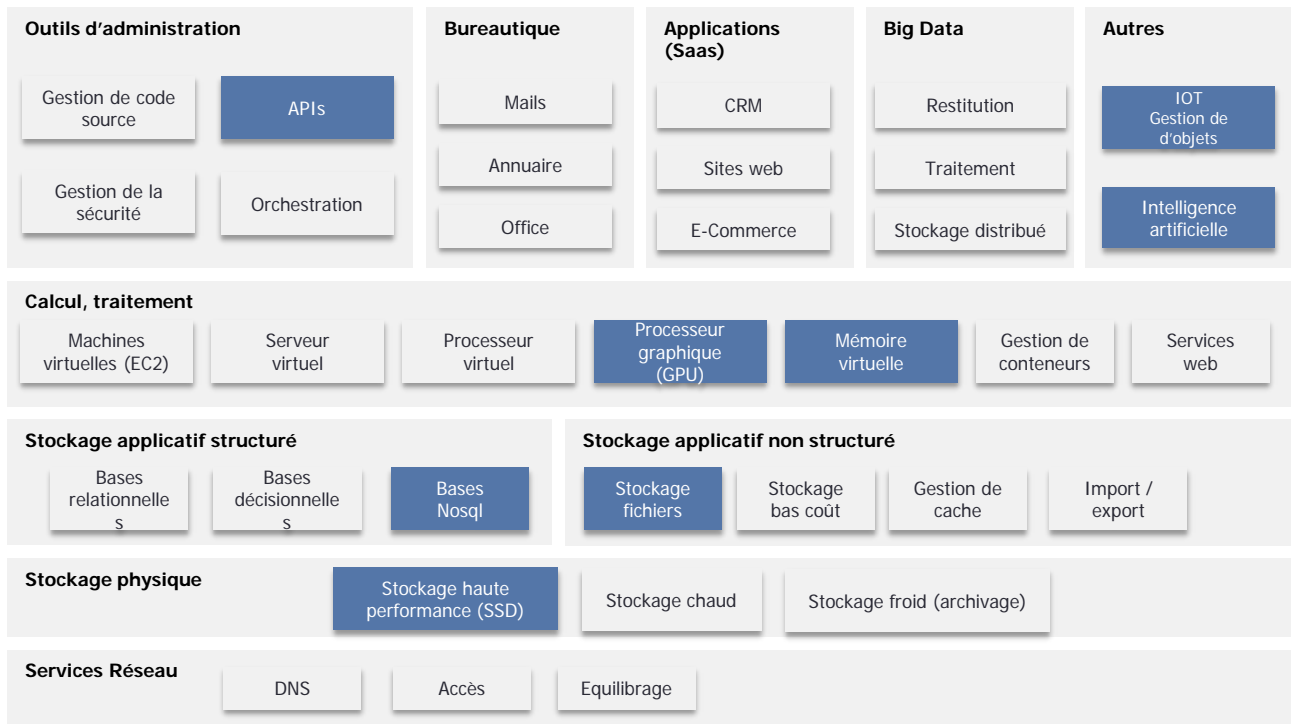 Outils d'administration
Gestion de code
source
APIs
Gestion de la
sécurité
Orchestration
Bureautique
Mails
Annuaire
Office
Applications
(Saas)
CRM
Sites web
E-Commerce
Big Data
Restitution
Traitement
Stockage distribué
Autres
IOT
Gestion de
d'objets
Intelligence
artificielle
Calcul, traitement
Machines
virtuelles (EC2)
Serveur
virtuel
Processeur
virtuel
Processeur
graphique
(GPU)
Mémoire
virtuelle
Gestion de
conteneurs
Services
web
Stockage applicatif structuré
Bases
relationnelle
s
Bases
décisionnelle
s
Bases
Nosql
Stockage applicatif non structuré
Stockage
fichiers
Stockage
bas coût
Gestion de
cache
Import /
export
Stockage physique
Stockage haute
performance (SSD)
Stockage chaud
Stockage froid (archivage)
Services Réseau
DNS
Accès
Equilibrage